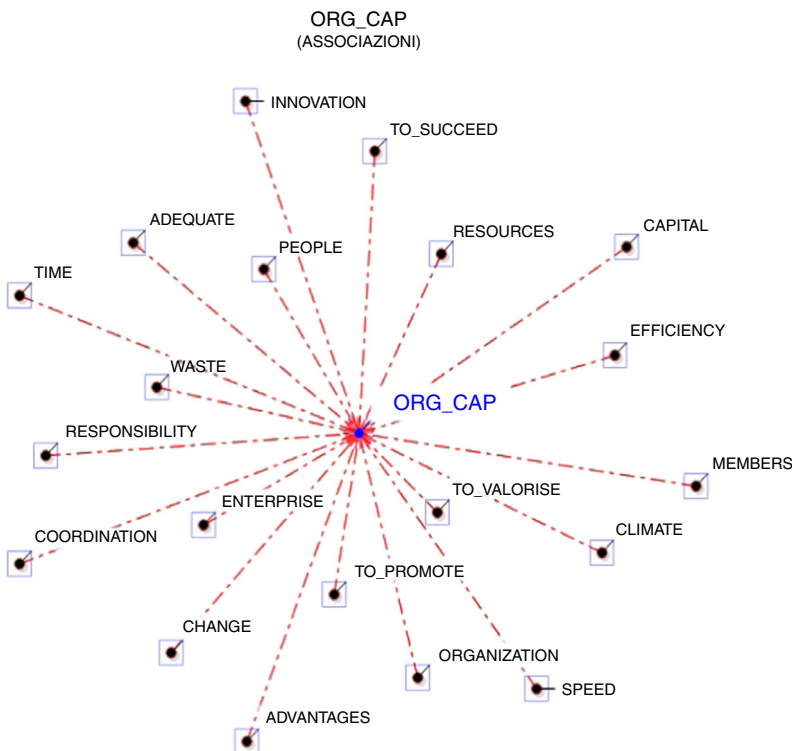 ORG_CAP
(ASSOCIAZIONI)
INNOVATION
TO_SUCCEED
ADEQUATE
PEOPLE
RESOURCES
CAPITAL
TIME
EFFICIENCY
WASTE
ORG_CAP
RESPONSIBILITY
MEMBERS
ENTERPRISE
TO_VALORISE
COORDINATION
CLIMATE
TO_PROMOTE
CHANGE
ORGANIZATION
SPEED
ADVANTAGES